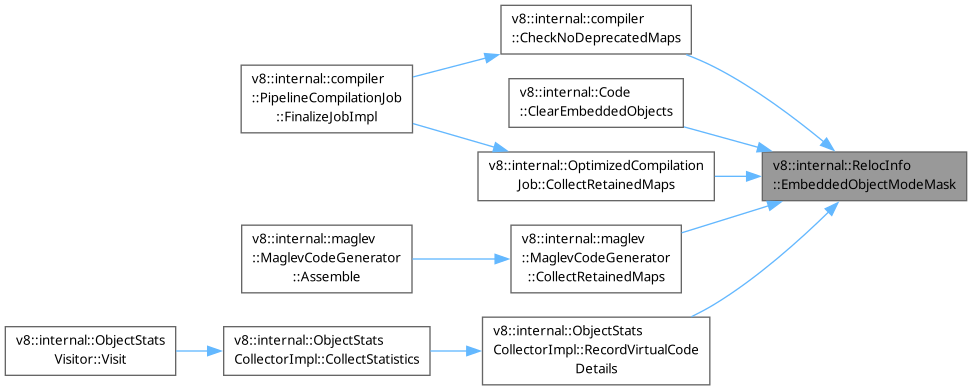 v8::internal::compiler
::CheckNoDeprecatedMaps
v8::internal::compiler
::PipelineCompilationJob
::FinalizeJobImpl
v8::internal::Code
::ClearEmbeddedObjects
v8::internal::OptimizedCompilation
Job::CollectRetainedMaps
v8::internal::RelocInfo
::EmbeddedObjectModeMask
v8::internal::maglev
::MaglevCodeGenerator
::Assemble
v8::internal::maglev
::MaglevCodeGenerator
::CollectRetainedMaps
v8::internal::ObjectStats
Visitor::Visit
v8::internal::ObjectStats
CollectorImpl::CollectStatistics
v8::internal::ObjectStats
CollectorImpl::RecordVirtualCode
Details